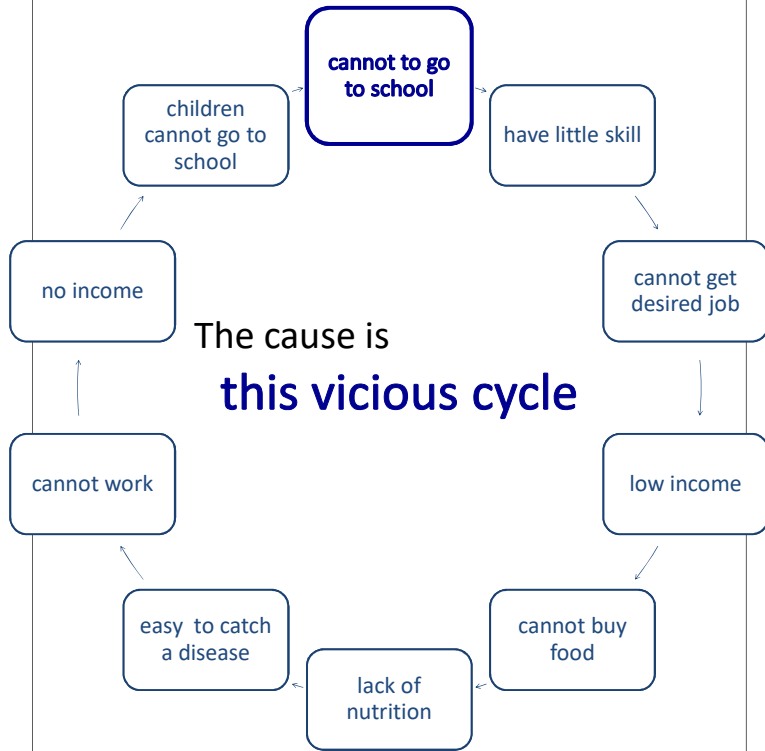 cannot to go
to school
have little skill
cannot get
desired job
low income
cannot buy
food
lack of
nutrition
easy  to catch
a disease
cannot work
no income
children
cannot go to
school
The cause is
this vicious cycle